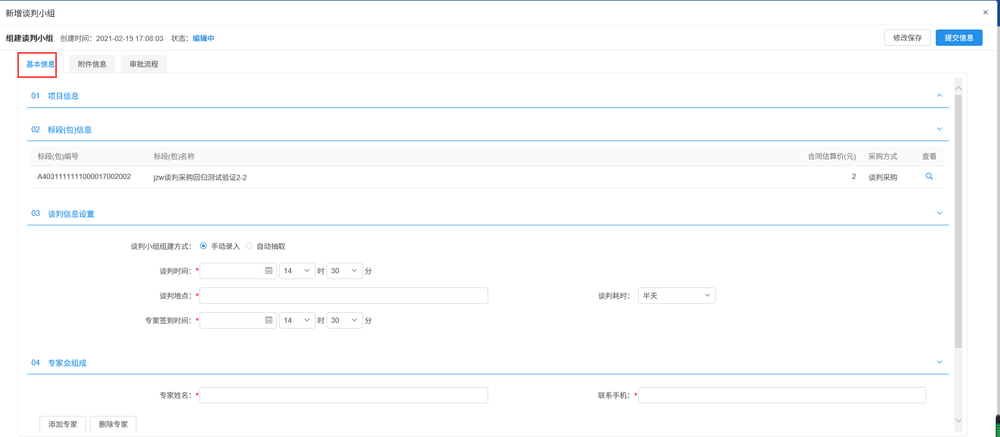 新增谈判小组 ×
组建谈判小组 创建时间：2021-02-19 17:08:03 状态：编辑中 修改保存 提交信息
基本信息 附件信息 审批流程
01 项目信息
02 标段(包)信息
标段(包)编号 标段(包)名称 合同估算价(元) 采购方式 查看
A4031111111000017002002 jzw谈判采购回归测试验证2-2 2 谈判采购
03 谈判信息设置
谈判小组组建方式： 手动录入 自动抽取
谈判时间：* 14 时 30 分
谈判地点：* 谈判耗时： 半天
专家签到时间：* 14 时 30 分
04 专家会组成
专家姓名：* 联系手机：*
添加专家 删除专家